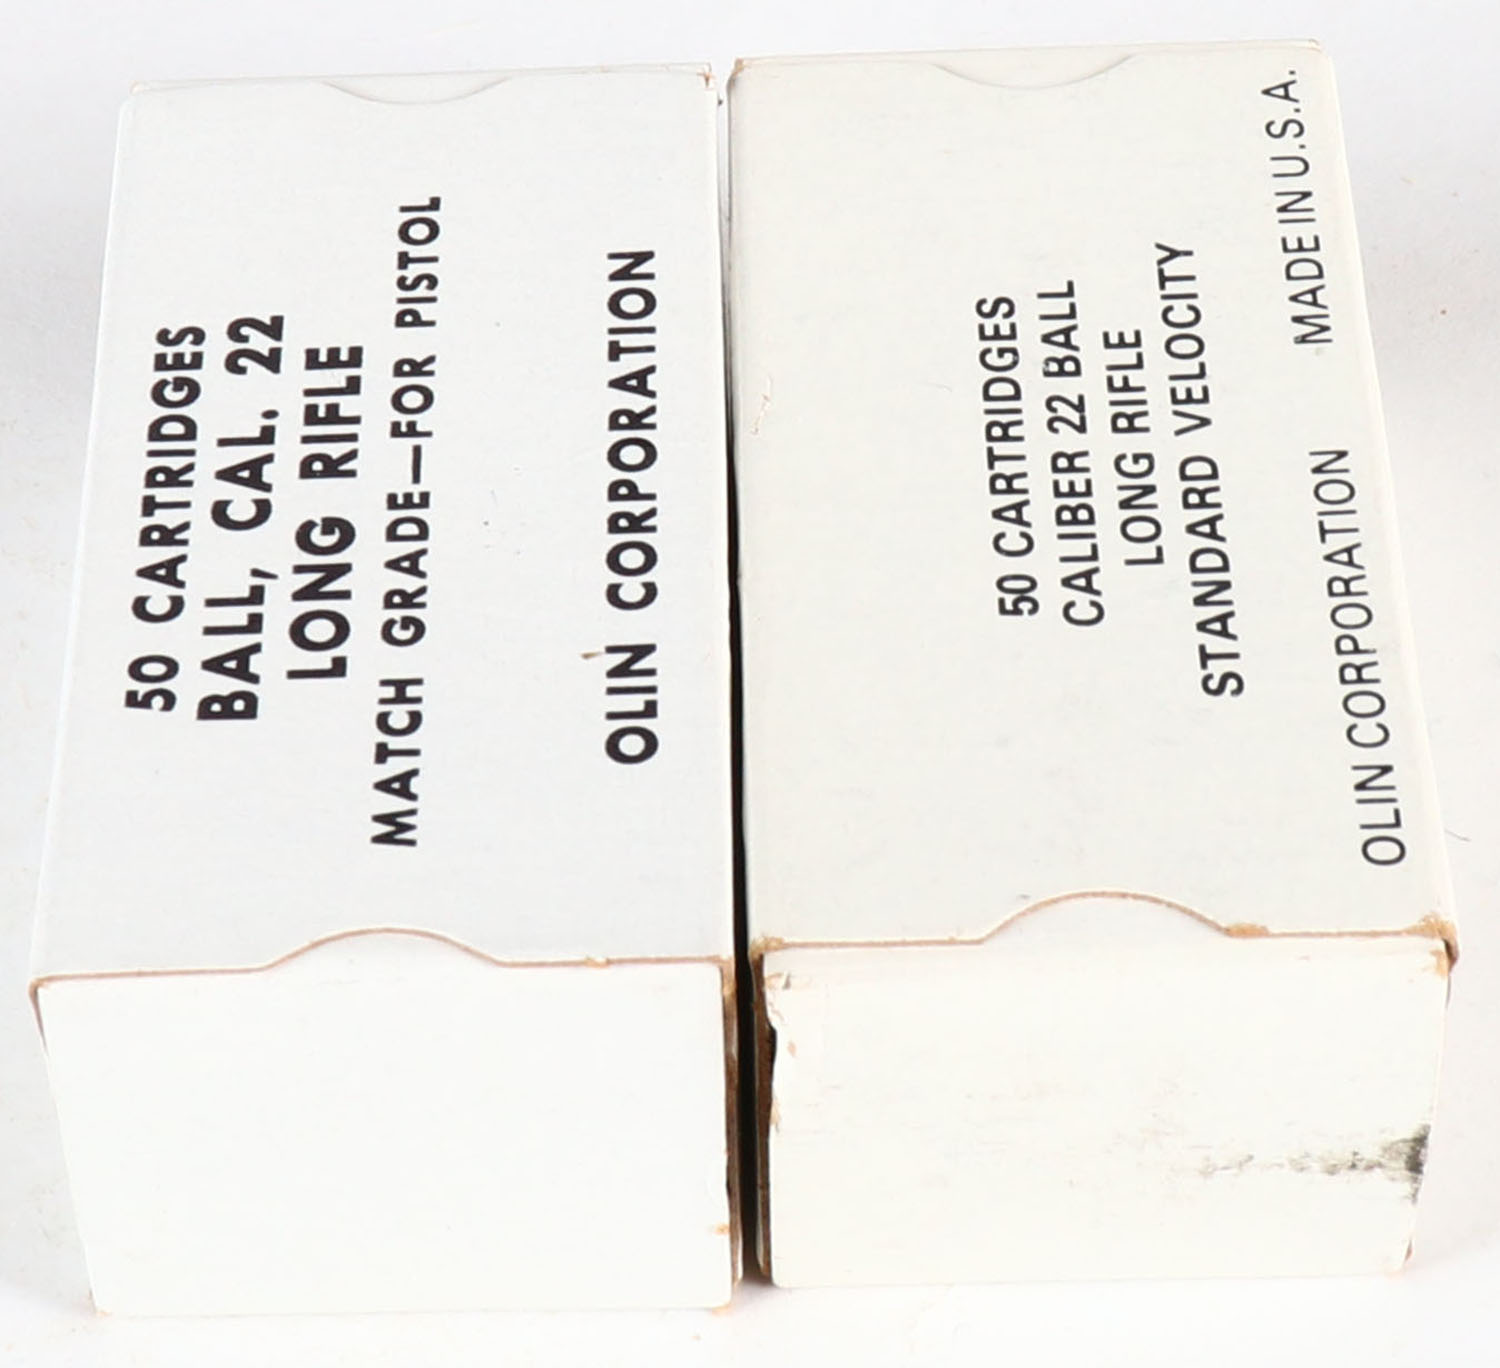 50 CARTRIDGES
BALL, CAL. 22
LONG RIFLE
MATCH GRADE—FOR PISTOL
OLIN CORPORATION
50 CARTRIDGES
CALIBER 22 BALL
LONG RIFLE
STANDARD VELOCITY
OLIN CORPORATION MADE IN U.S.A.